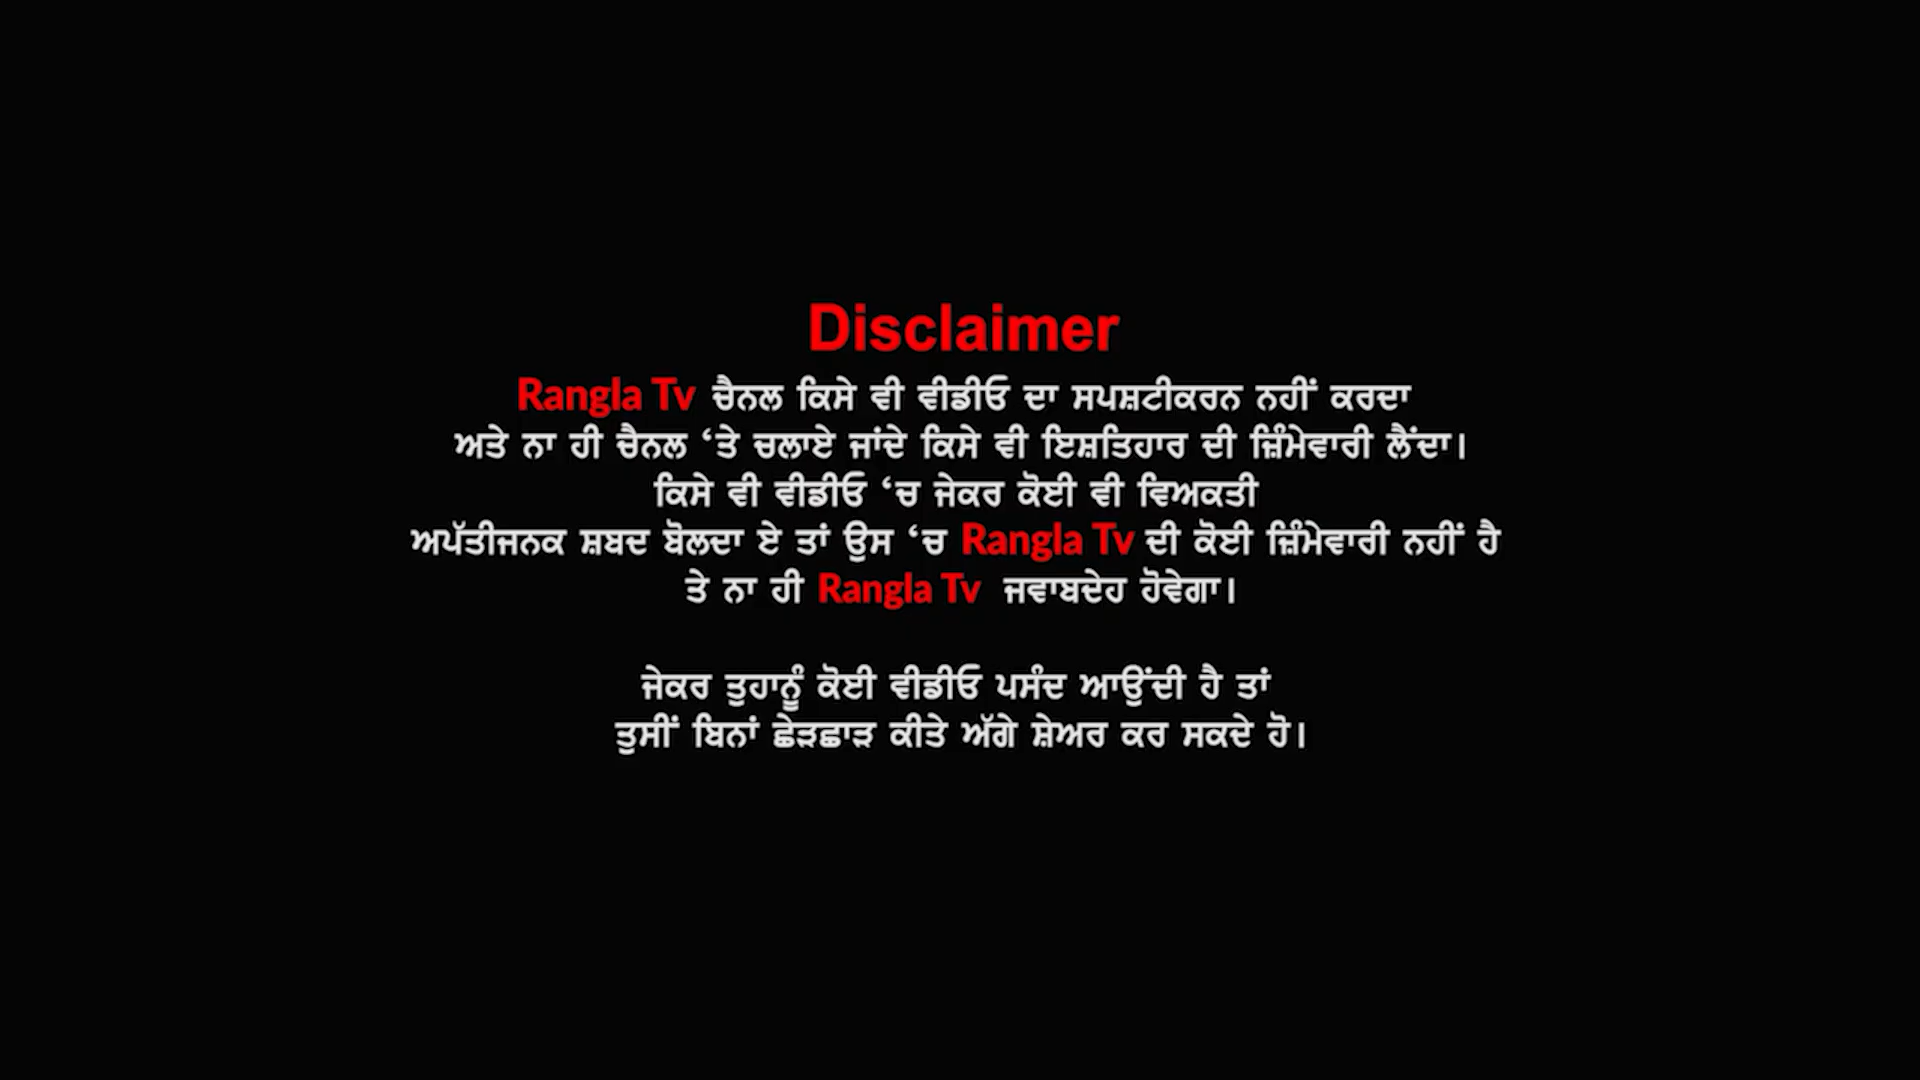 Disclaimer
Rangla Tv ਚੈਨਲ ਕਿਸੇ ਵੀ ਵੀਡੀਓ ਦਾ ਸਪਸ਼ਟੀਕਰਨ ਨਹੀਂ ਕਰਦਾ
ਅਤੇ ਨਾ ਹੀ ਚੈਨਲ ‘ਤੇ ਚਲਾਏ ਜਾਂਦੇ ਕਿਸੇ ਵੀ ਇਸ਼ਤਿਹਾਰ ਦੀ ਜ਼ਿੰਮੇਵਾਰੀ ਲੈਂਦਾ।
ਕਿਸੇ ਵੀ ਵੀਡੀਓ ‘ਚ ਜੇਕਰ ਕੋਈ ਵੀ ਵਿਅਕਤੀ
ਅਪੱਤੀਜਨਕ ਸ਼ਬਦ ਬੋਲਦਾ ਏ ਤਾਂ ਉਸ ‘ਚ Rangla Tv ਦੀ ਕੋਈ ਜ਼ਿੰਮੇਵਾਰੀ ਨਹੀਂ ਹੈ
ਤੇ ਨਾ ਹੀ Rangla Tv ਜਵਾਬਦੇਹ ਹੋਵੇਗਾ।
ਜੇਕਰ ਤੁਹਾਨੂੰ ਕੋਈ ਵੀਡੀਓ ਪਸੰਦ ਆਉਂਦੀ ਹੈ ਤਾਂ
ਤੁਸੀਂ ਬਿਨਾਂ ਛੇੜਛਾੜ ਕੀਤੇ ਅੱਗੇ ਸ਼ੇਅਰ ਕਰ ਸਕਦੇ ਹੋ।